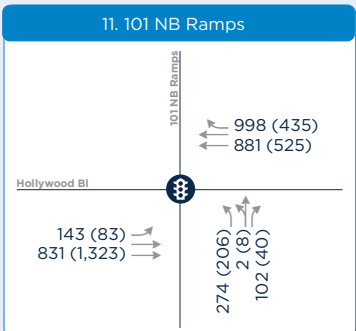 11. 101 NB Ramps
101 NB Ramps
998 (435)
881 (525)
Hollywood Bl
143 (83)
831 (1,323)
274 (206)
2 (8)
102 (40)